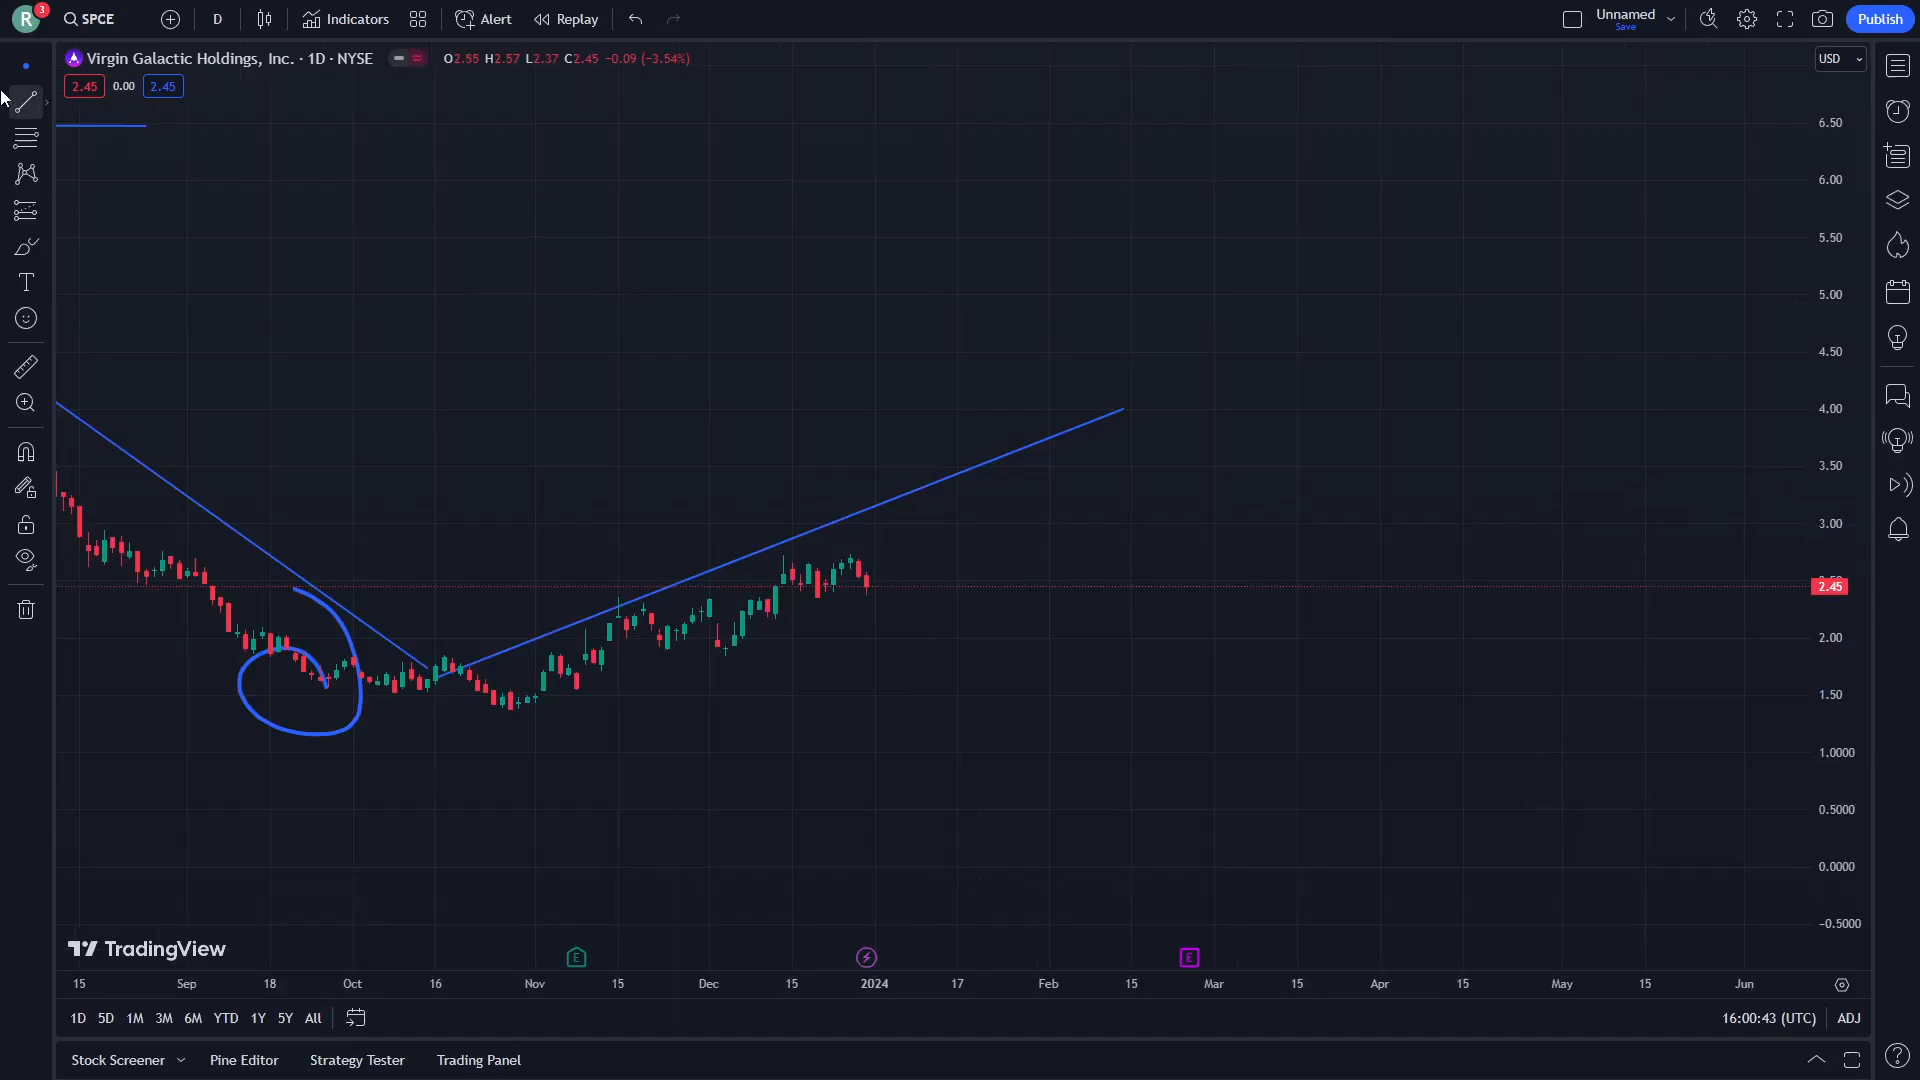 R 3 SPCE D Indicators Alert Replay Unnamed Save Publish
Virgin Galactic Holdings, Inc. · 1D · NYSE O2.55 H2.57 L2.37 C2.45 −0.09 (−3.54%) USD
2.45 0.00 2.45
6.50
6.00
5.50
5.00
4.50
4.00
3.50
3.00
2.45
2.00
1.50
1.0000
0.5000
0.0000
−0.5000
TradingView
E E
15 Sep 18 Oct 16 Nov 15 Dec 15 2024 17 Feb 15 Mar 15 Apr 15 May 15 Jun
1D 5D 1M 3M 6M YTD 1Y 5Y All 16:00:43 (UTC) ADJ
Stock Screener Pine Editor Strategy Tester Trading Panel